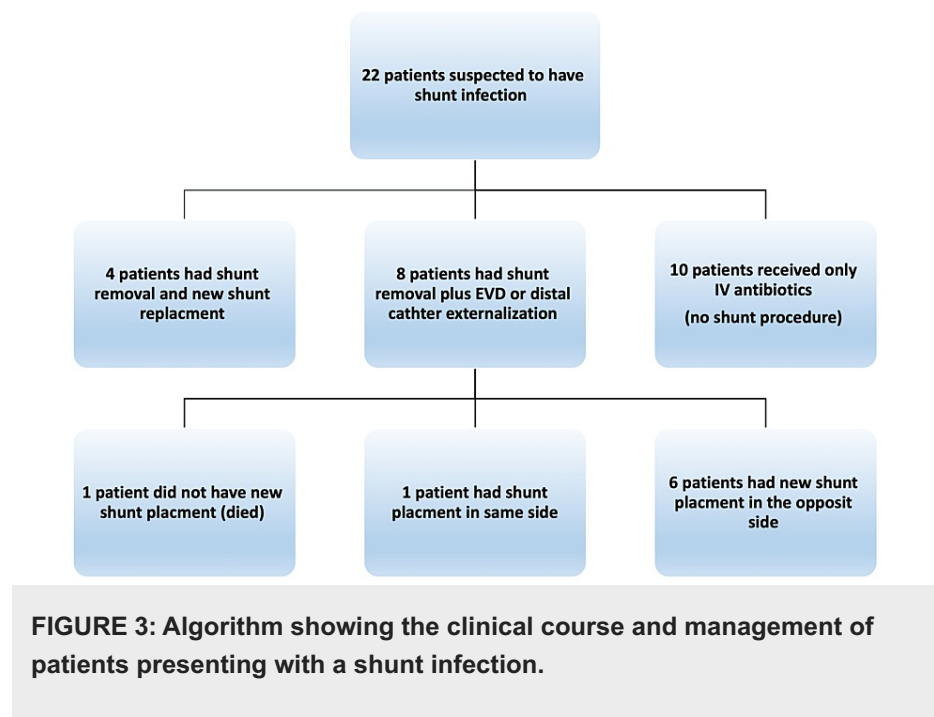 22 patients suspected to have
shunt infection
4 patients had shunt
removal and new shunt
replacment
8 patients had shunt
removal plus EVD or distal
cathter externalization
10 patients received only
IV antibiotics
(no shunt procedure)
1 patient did not have new
shunt placment (died)
1 patient had shunt
placment in same side
6 patients had new shunt
placment in the opposit
side
FIGURE 3: Algorithm showing the clinical course and management of
patients presenting with a shunt infection.